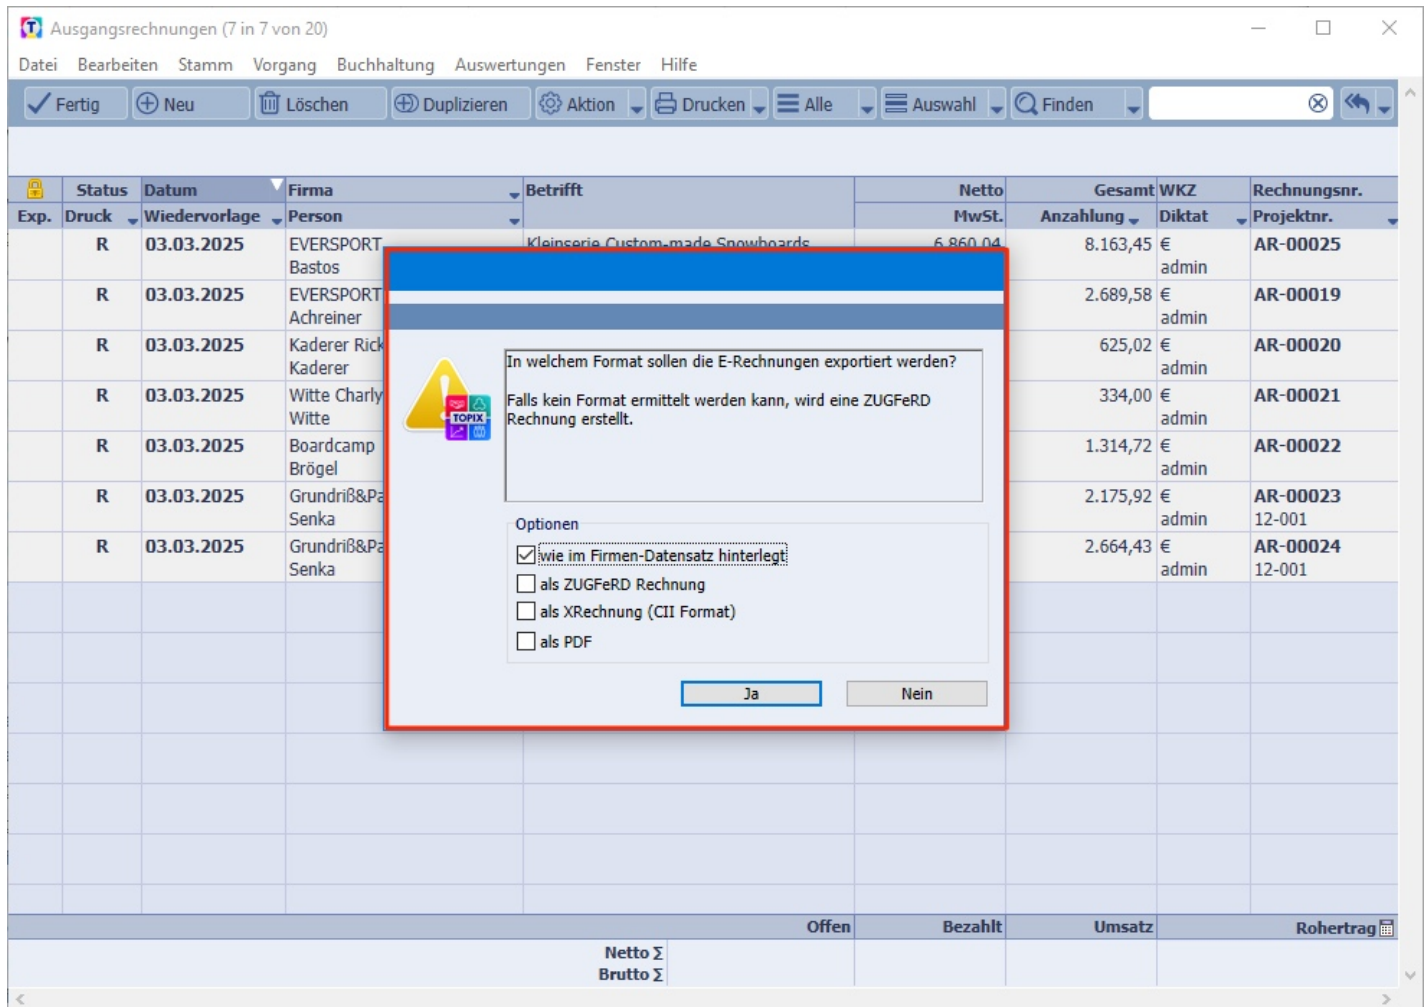 Ausgangsrechnungen (7 in 7 von 20)
Datei Bearbeiten Stamm Vorgang Buchhaltung Auswertungen Fenster Hilfe
Fertig Neu Löschen Duplizieren Aktion Drucken Alle Auswahl Finden
Status Datum Firma Betrifft Netto Gesamt WKZ Rechnungsnr.
Exp. Druck Wiedervorlage Person MwSt. Anzahlung Diktat Projektnr.
R 03.03.2025 EVERSPORT Kleinserie Custom-made Snowboards 6.860,04 8.163,45 € AR-00025
Bastos admin
R 03.03.2025 EVERSPORT 2.689,58 € AR-00019
Achreiner admin
R 03.03.2025 Kaderer Rick 625,02 € AR-00020
Kaderer admin
R 03.03.2025 Witte Charly 334,00 € AR-00021
Witte admin
R 03.03.2025 Boardcamp 1.314,72 € AR-00022
Brögel admin
R 03.03.2025 Grundriß&Pa 2.175,92 € AR-00023
Senka admin 12-001
R 03.03.2025 Grundriß&Pa 2.664,43 € AR-00024
Senka admin 12-001
TOPIX
In welchem Format sollen die E-Rechnungen exportiert werden?
Falls kein Format ermittelt werden kann, wird eine ZUGFeRD
Rechnung erstellt.
Optionen
wie im Firmen-Datensatz hinterlegt
als ZUGFeRD Rechnung
als XRechnung (CII Format)
als PDF
Ja Nein
Offen Bezahlt Umsatz Rohertrag
Netto Σ
Brutto Σ